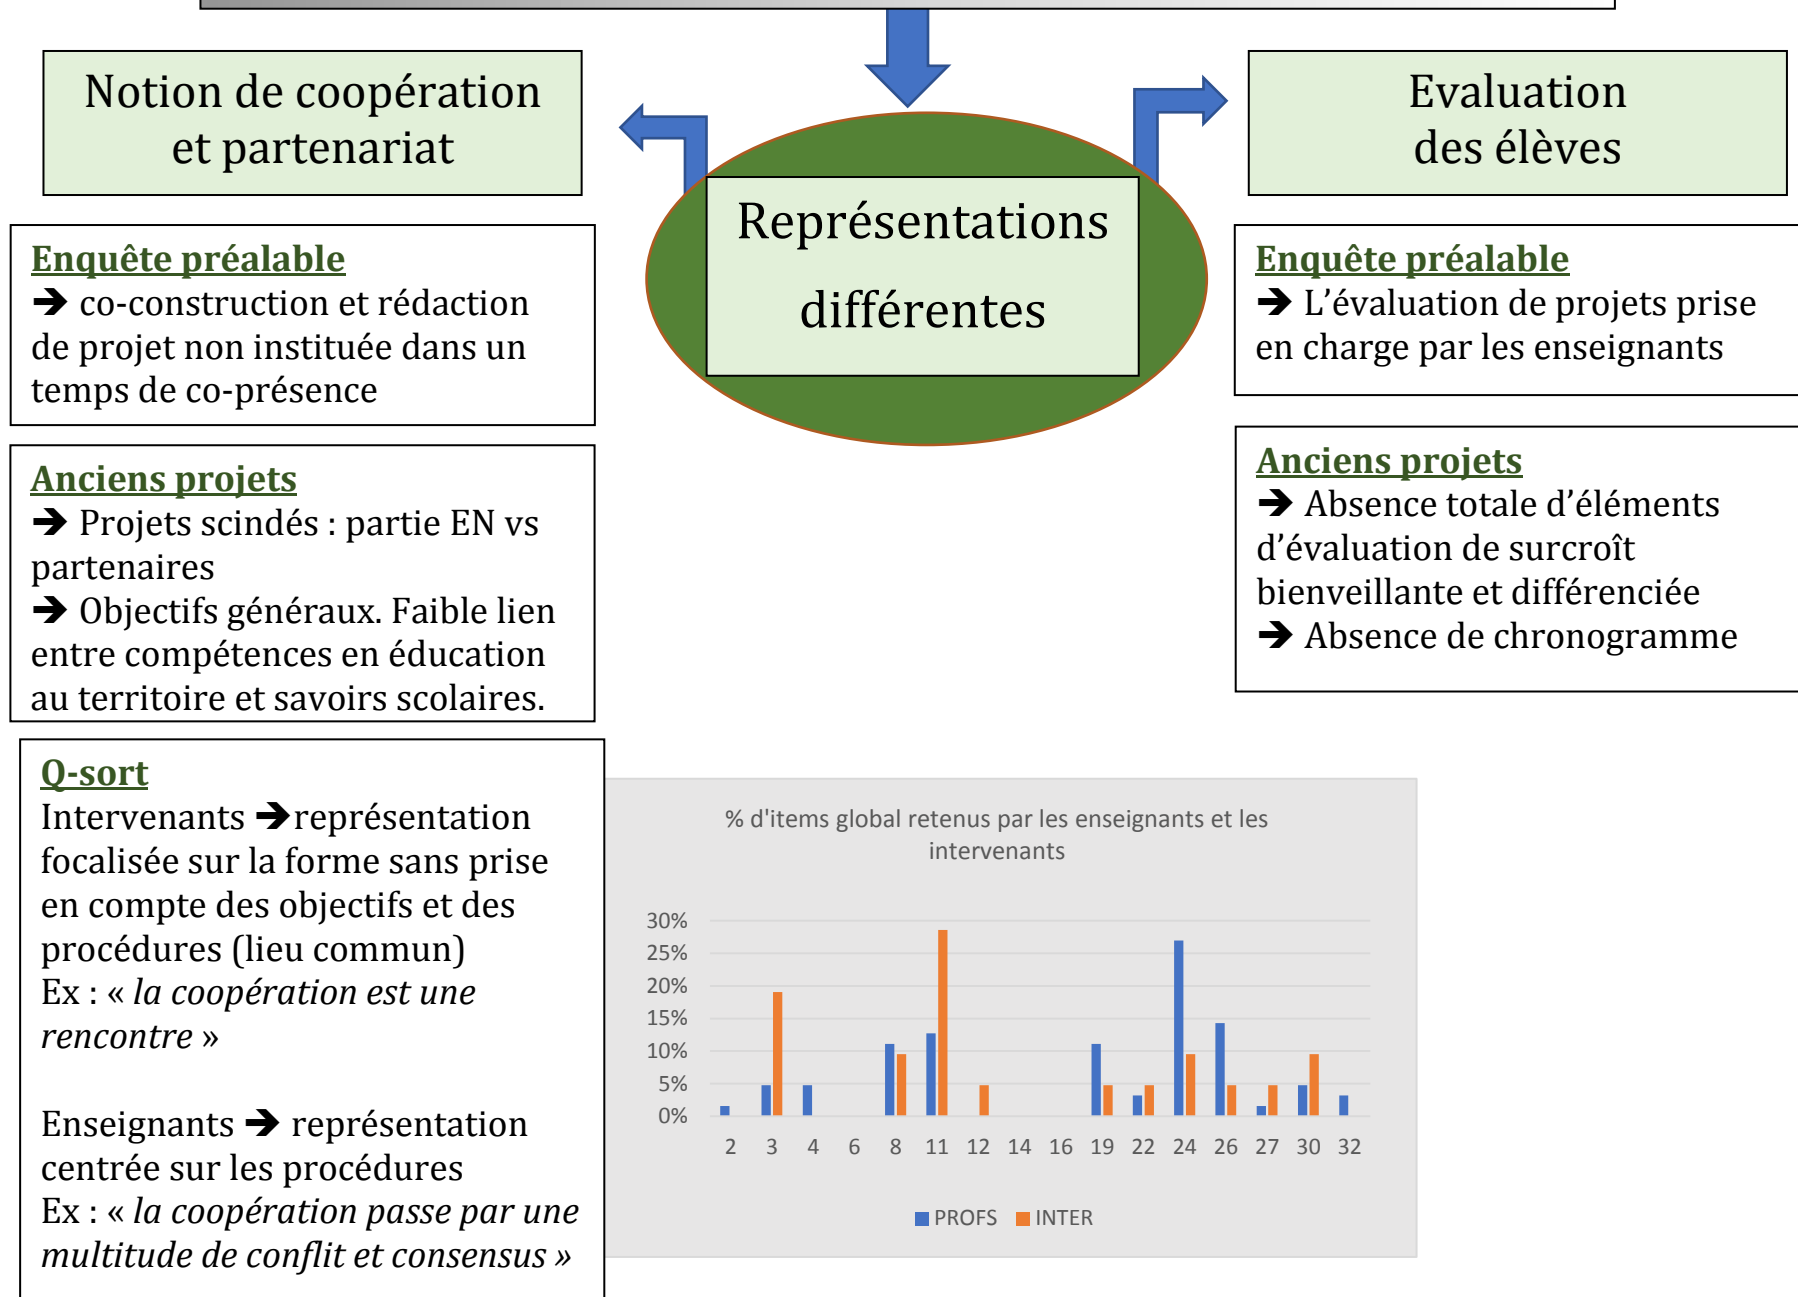 Notion de coopération
et partenariat
Représentations
différentes
Evaluation
des élèves
Enquête préalable
➔ co-construction et rédaction
de projet non instituée dans un
temps de co-présence
Anciens projets
➔ Projets scindés : partie EN vs
partenaires
➔ Objectifs généraux. Faible lien
entre compétences en éducation
au territoire et savoirs scolaires.
Q-sort
Intervenants ➔représentation
focalisée sur la forme sans prise
en compte des objectifs et des
procédures (lieu commun)
Ex : « la coopération est une
rencontre »
Enseignants ➔ représentation
centrée sur les procédures
Ex : « la coopération passe par une
multitude de conflit et consensus »
Enquête préalable
➔ L’évaluation de projets prise
en charge par les enseignants
Anciens projets
➔ Absence totale d’éléments
d’évaluation de surcroît
bienveillante et différenciée
➔ Absence de chronogramme
% d'items global retenus par les enseignants et les
intervenants
30%
25%
20%
15%
10%
5%
0%
2 3 4 6 8 11 12 14 16 19 22 24 26 27 30 32
PROFS INTER